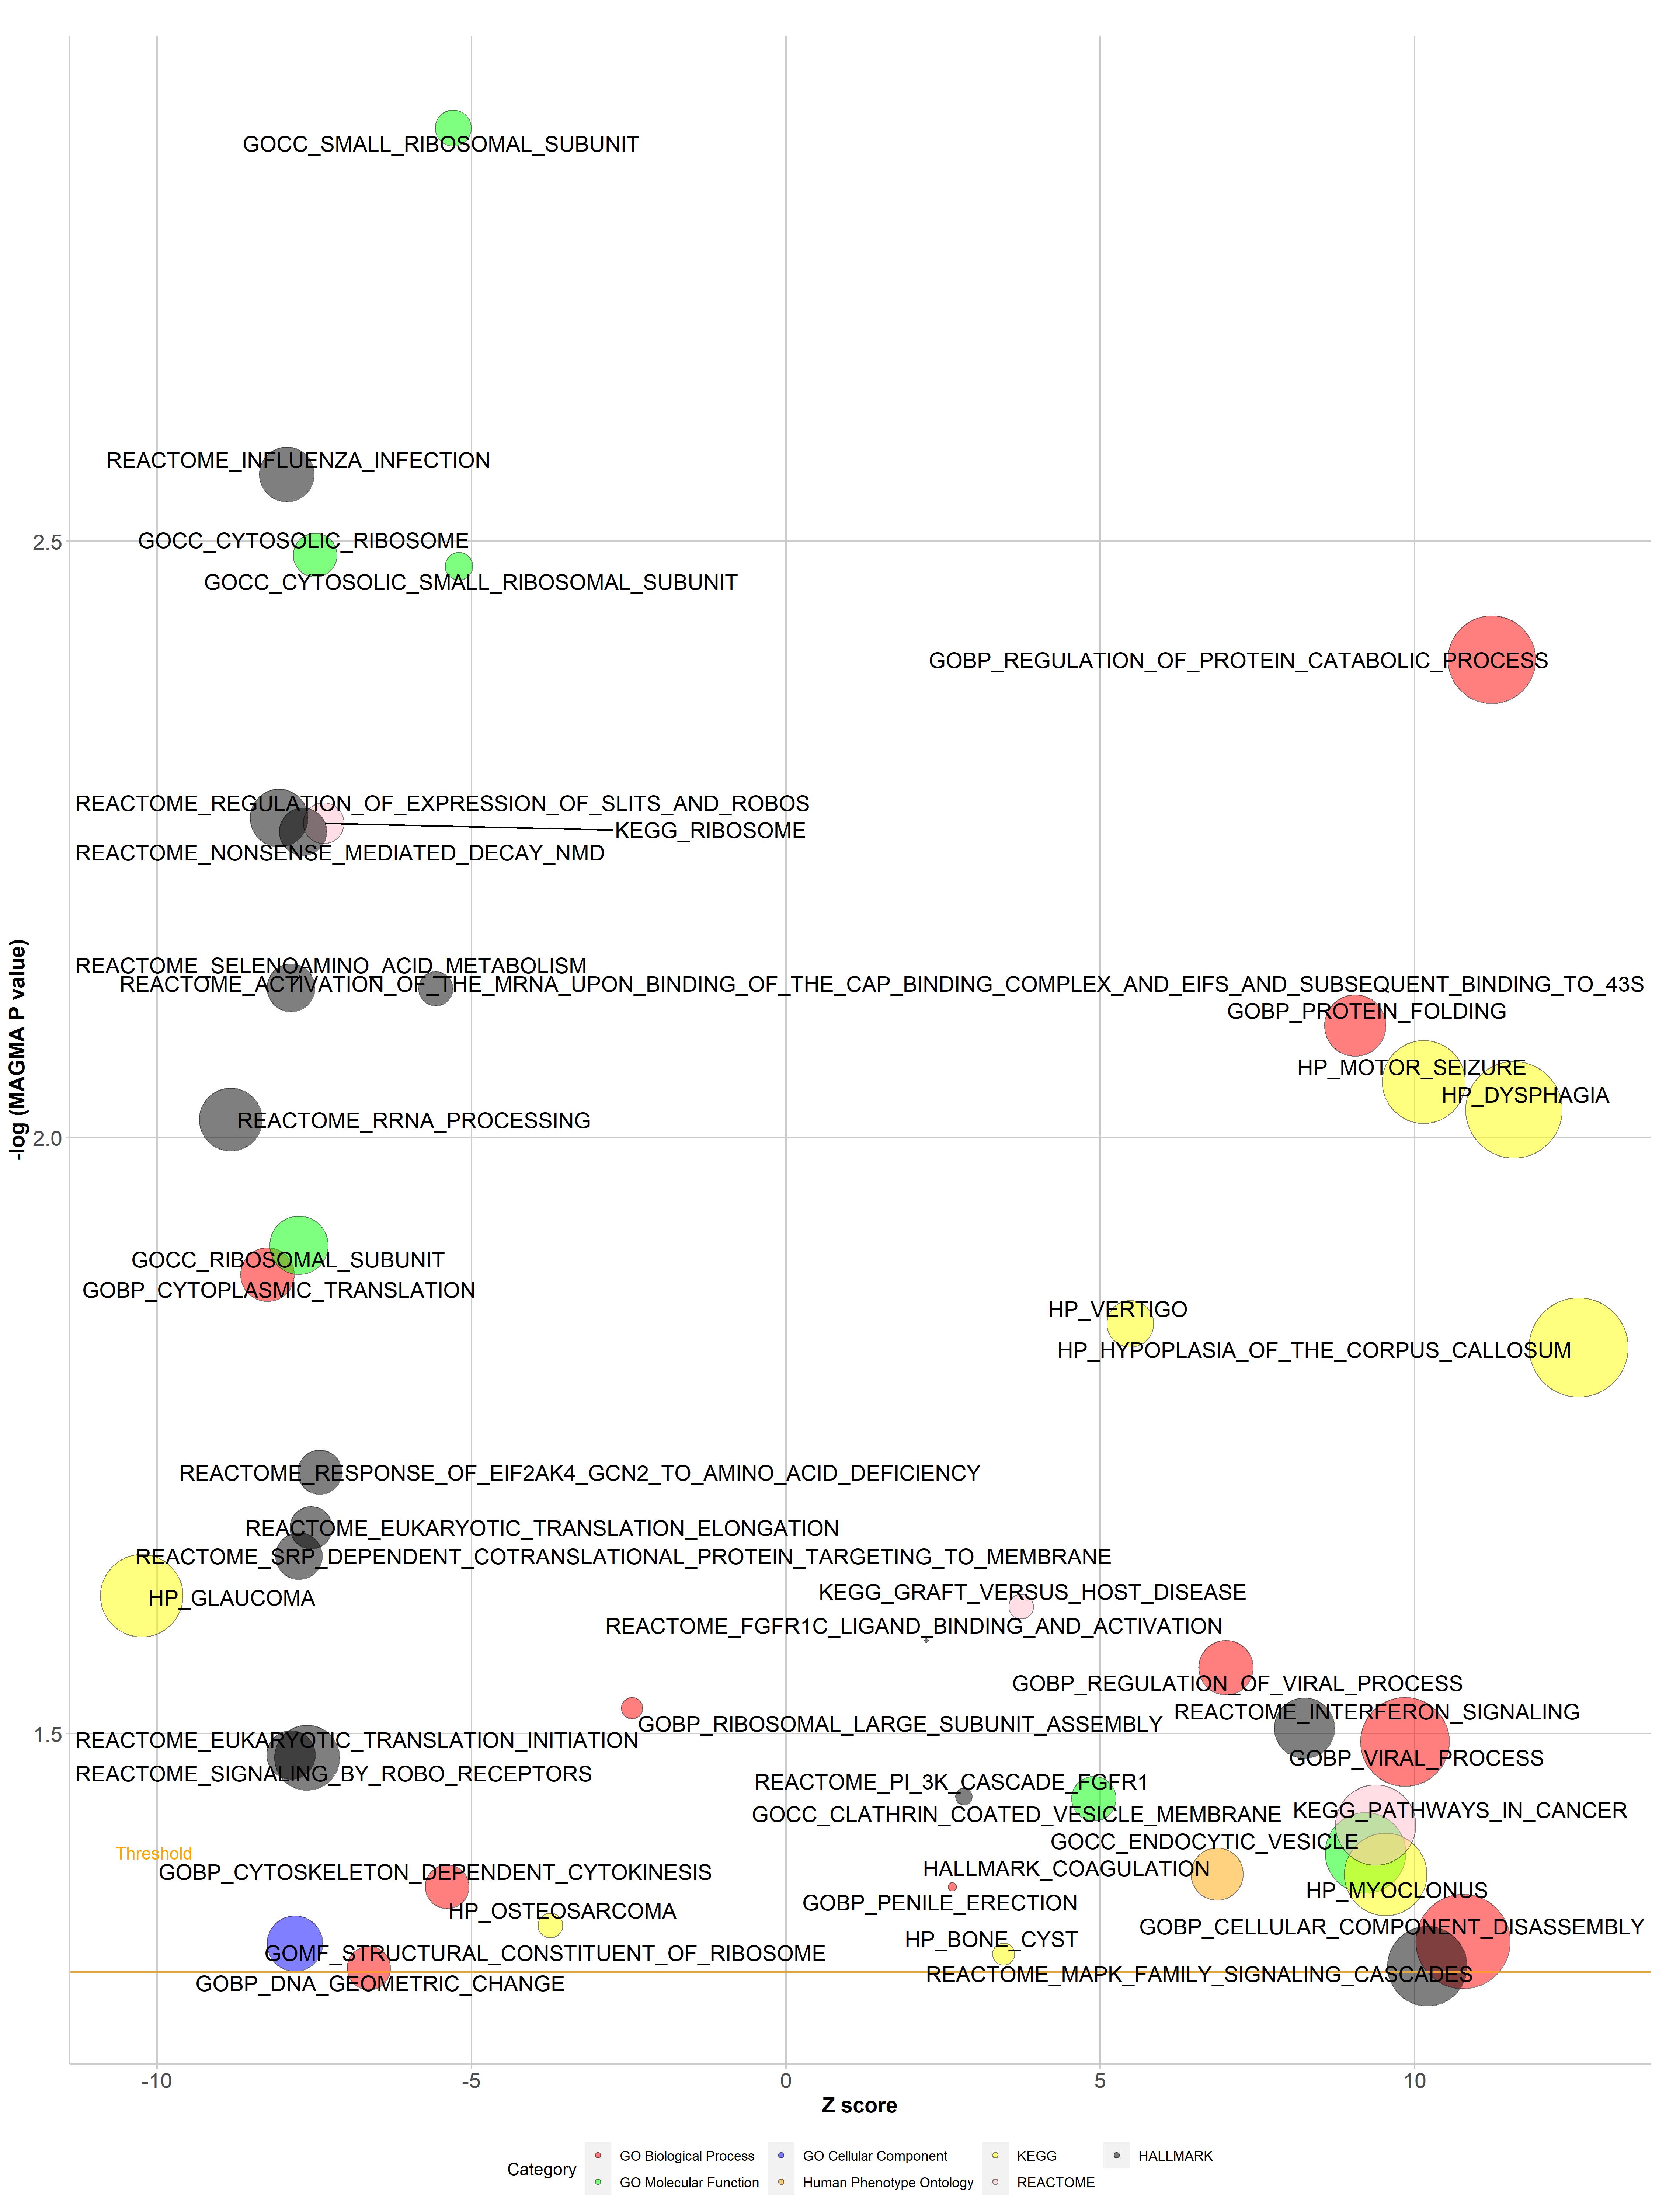 GOCC_SMALL_RIBOSOMAL_SUBUNIT
REACTOME_INFLUENZA_INFECTION
2.5
GOCC_CYTOSOLIC_RIBOSOME
GOCC_CYTOSOLIC_SMALL_RIBOSOMAL_SUBUNIT
GOBP_REGULATION_OF_PROTEIN_CATABOLIC_PROCESS
REACTOME_REGULATION_OF_EXPRESSION_OF_SLITS_AND_ROBOS
KEGG_RIBOSOME
REACTOME_NONSENSE_MEDIATED_DECAY_NMD
-log (MAGMA P value)
REACTOME_SELENOAMINO_ACID_METABOLISM
REACTOME_ACTIVATION_OF_THE_MRNA_UPON_BINDING_OF_THE_CAP_BINDING_COMPLEX_AND_EIFS_AND_SUBSEQUENT_BINDING_TO_43S
GOBP_PROTEIN_FOLDING
HP_MOTOR_SEIZURE
HP_DYSPHAGIA
REACTOME_RRNA_PROCESSING
2.0
GOCC_RIBOSOMAL_SUBUNIT
GOBP_CYTOPLASMIC_TRANSLATION
HP_VERTIGO
HP_HYPOPLASIA_OF_THE_CORPUS_CALLOSUM
REACTOME_RESPONSE_OF_EIF2AK4_GCN2_TO_AMINO_ACID_DEFICIENCY
REACTOME_EUKARYOTIC_TRANSLATION_ELONGATION
REACTOME_SRP_DEPENDENT_COTRANSLATIONAL_PROTEIN_TARGETING_TO_MEMBRANE
HP_GLAUCOMA
KEGG_GRAFT_VERSUS_HOST_DISEASE
REACTOME_FGFR1C_LIGAND_BINDING_AND_ACTIVATION
GOBP_REGULATION_OF_VIRAL_PROCESS
REACTOME_INTERFERON_SIGNALING
GOBP_RIBOSOMAL_LARGE_SUBUNIT_ASSEMBLY
1.5
REACTOME_EUKARYOTIC_TRANSLATION_INITIATION
GOBP_VIRAL_PROCESS
REACTOME_SIGNALING_BY_ROBO_RECEPTORS
REACTOME_PI_3K_CASCADE_FGFR1
KEGG_PATHWAYS_IN_CANCER
GOCC_CLATHRIN_COATED_VESICLE_MEMBRANE
GOCC_ENDOCYTIC_VESICLE
Threshold
HALLMARK_COAGULATION
GOBP_CYTOSKELETON_DEPENDENT_CYTOKINESIS
HP_MYOCLONUS
GOBP_PENILE_ERECTION
HP_OSTEOSARCOMA
GOBP_CELLULAR_COMPONENT_DISASSEMBLY
HP_BONE_CYST
GOMF_STRUCTURAL_CONSTITUENT_OF_RIBOSOME
REACTOME_MAPK_FAMILY_SIGNALING_CASCADES
GOBP_DNA_GEOMETRIC_CHANGE
-10 -5 0 5 10
Z score
Category
GO Biological Process GO Cellular Component KEGG HALLMARK
GO Molecular Function Human Phenotype Ontology REACTOME